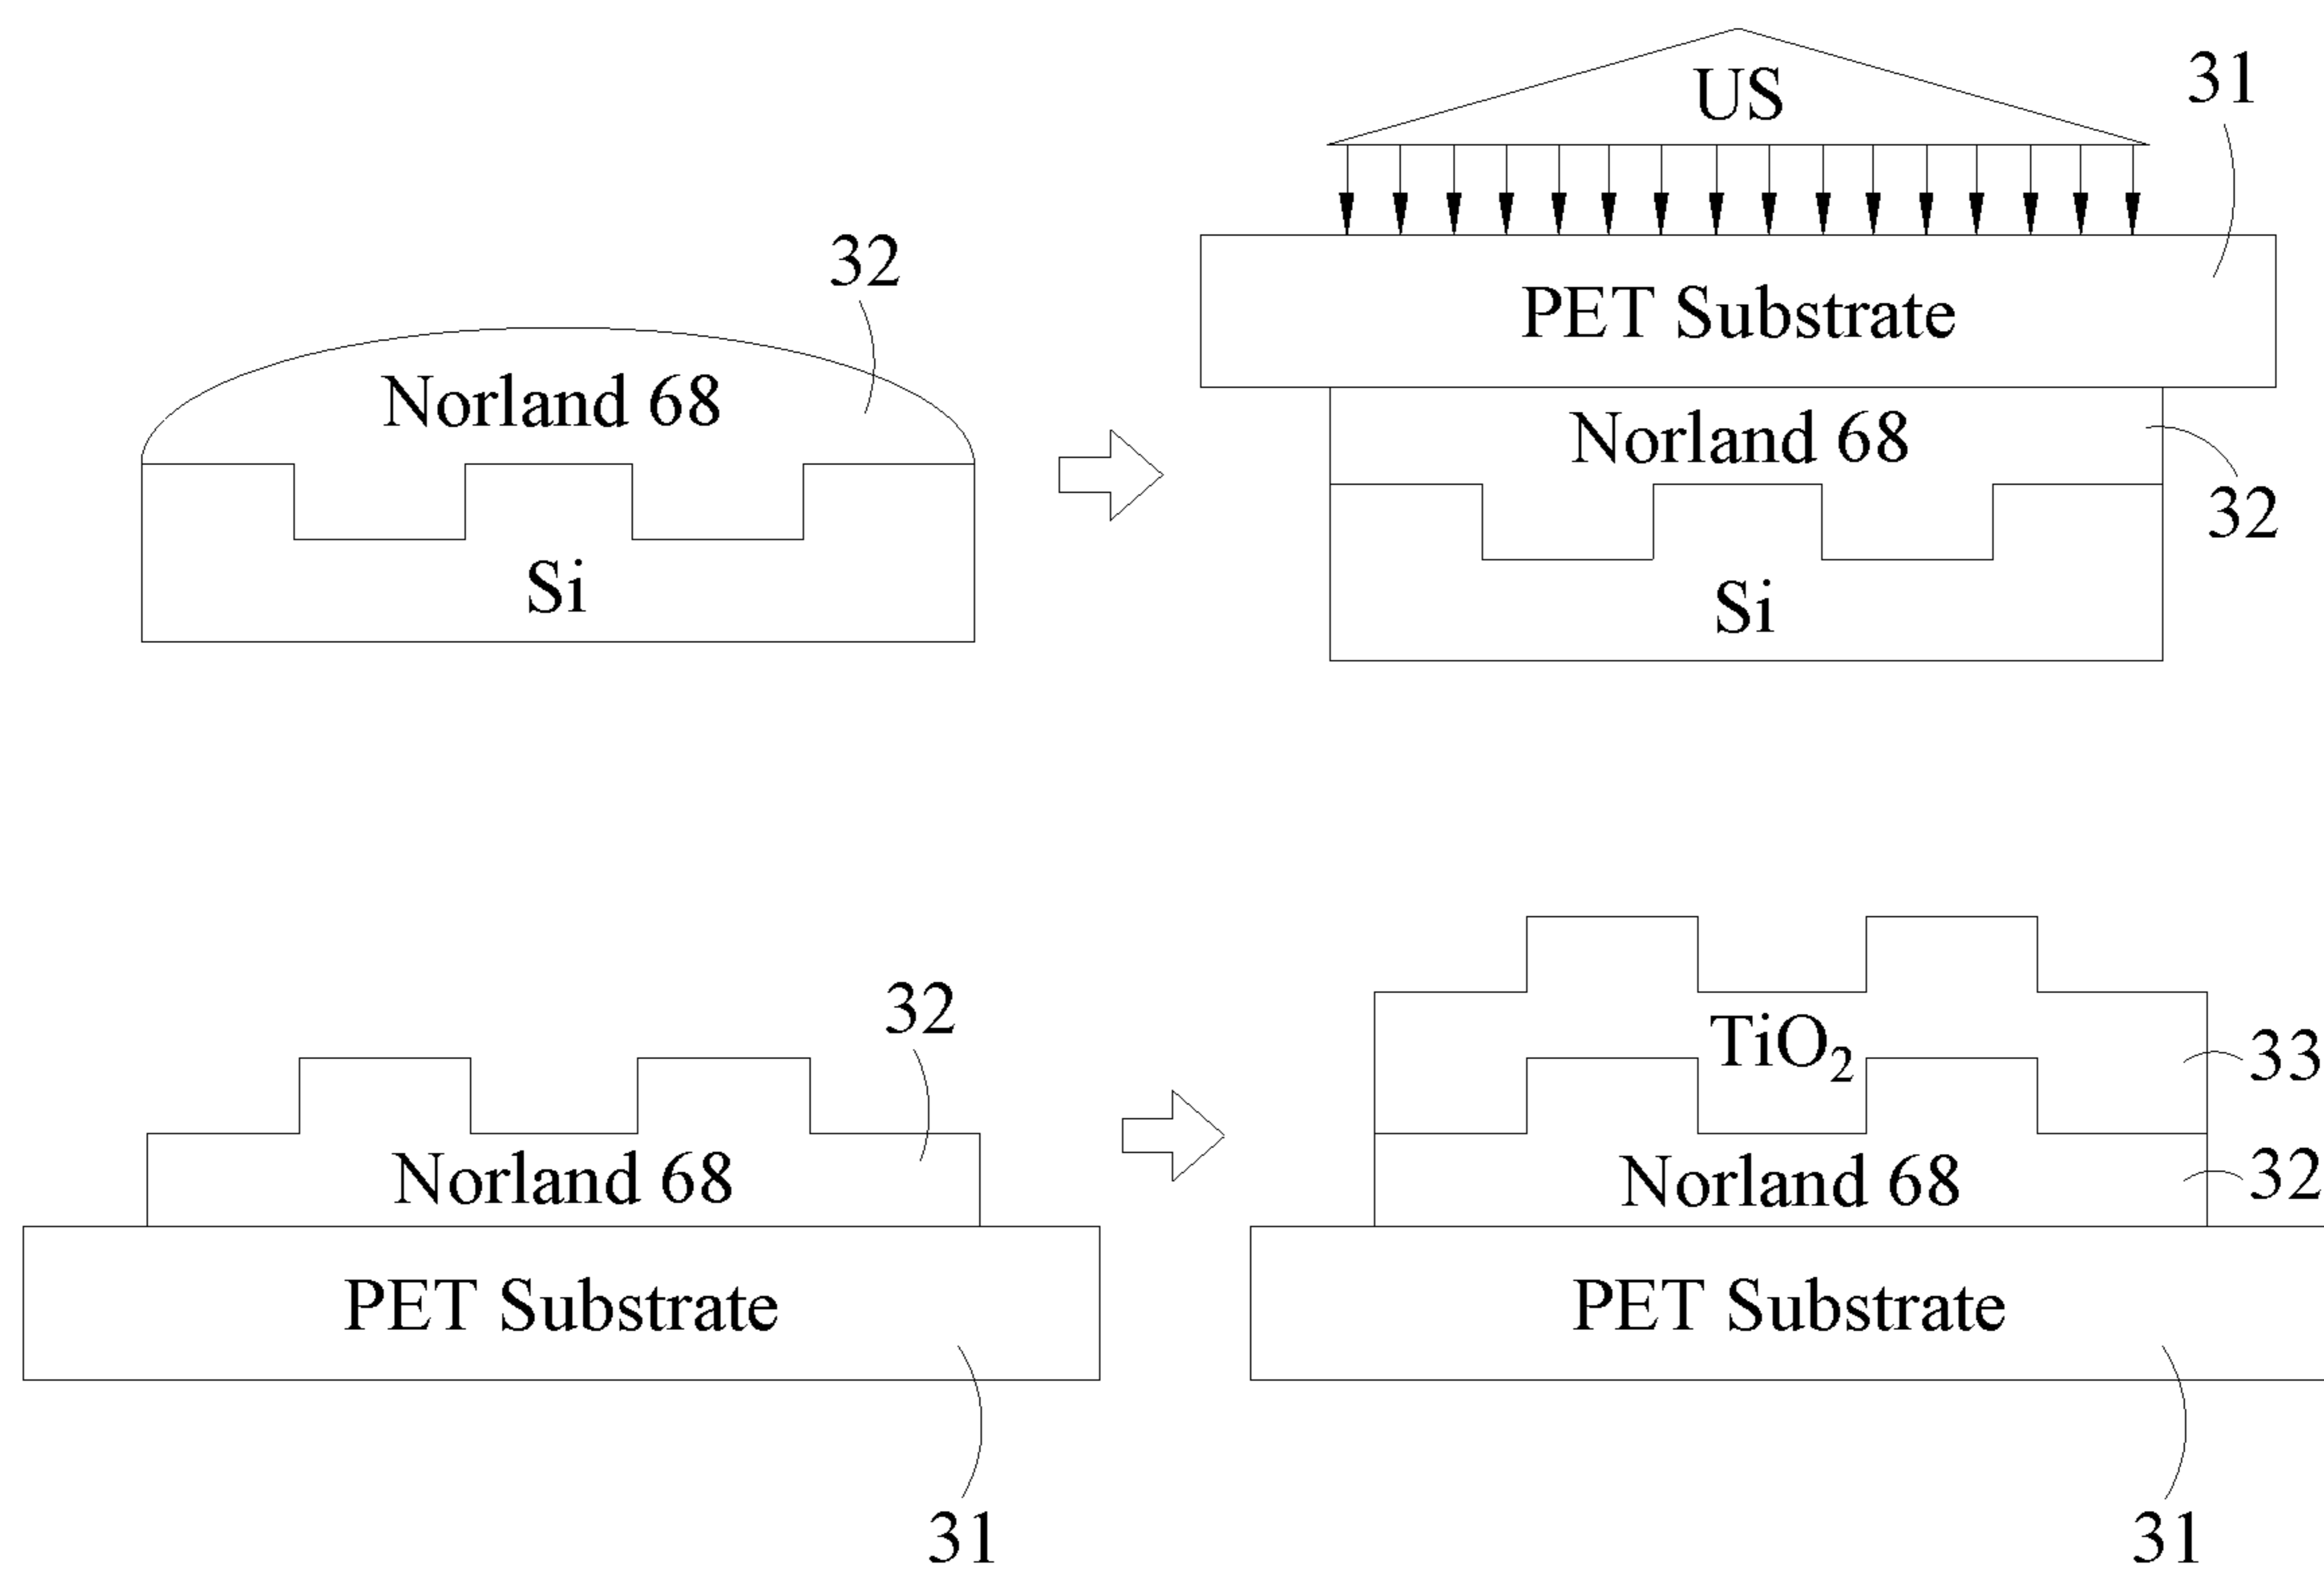 32
Norland 68
Si
US
31
PET Substrate
Norland 68
32
Si
32
Norland 68
PET Substrate
31
TiO₂
33
Norland 68
32
PET Substrate
31